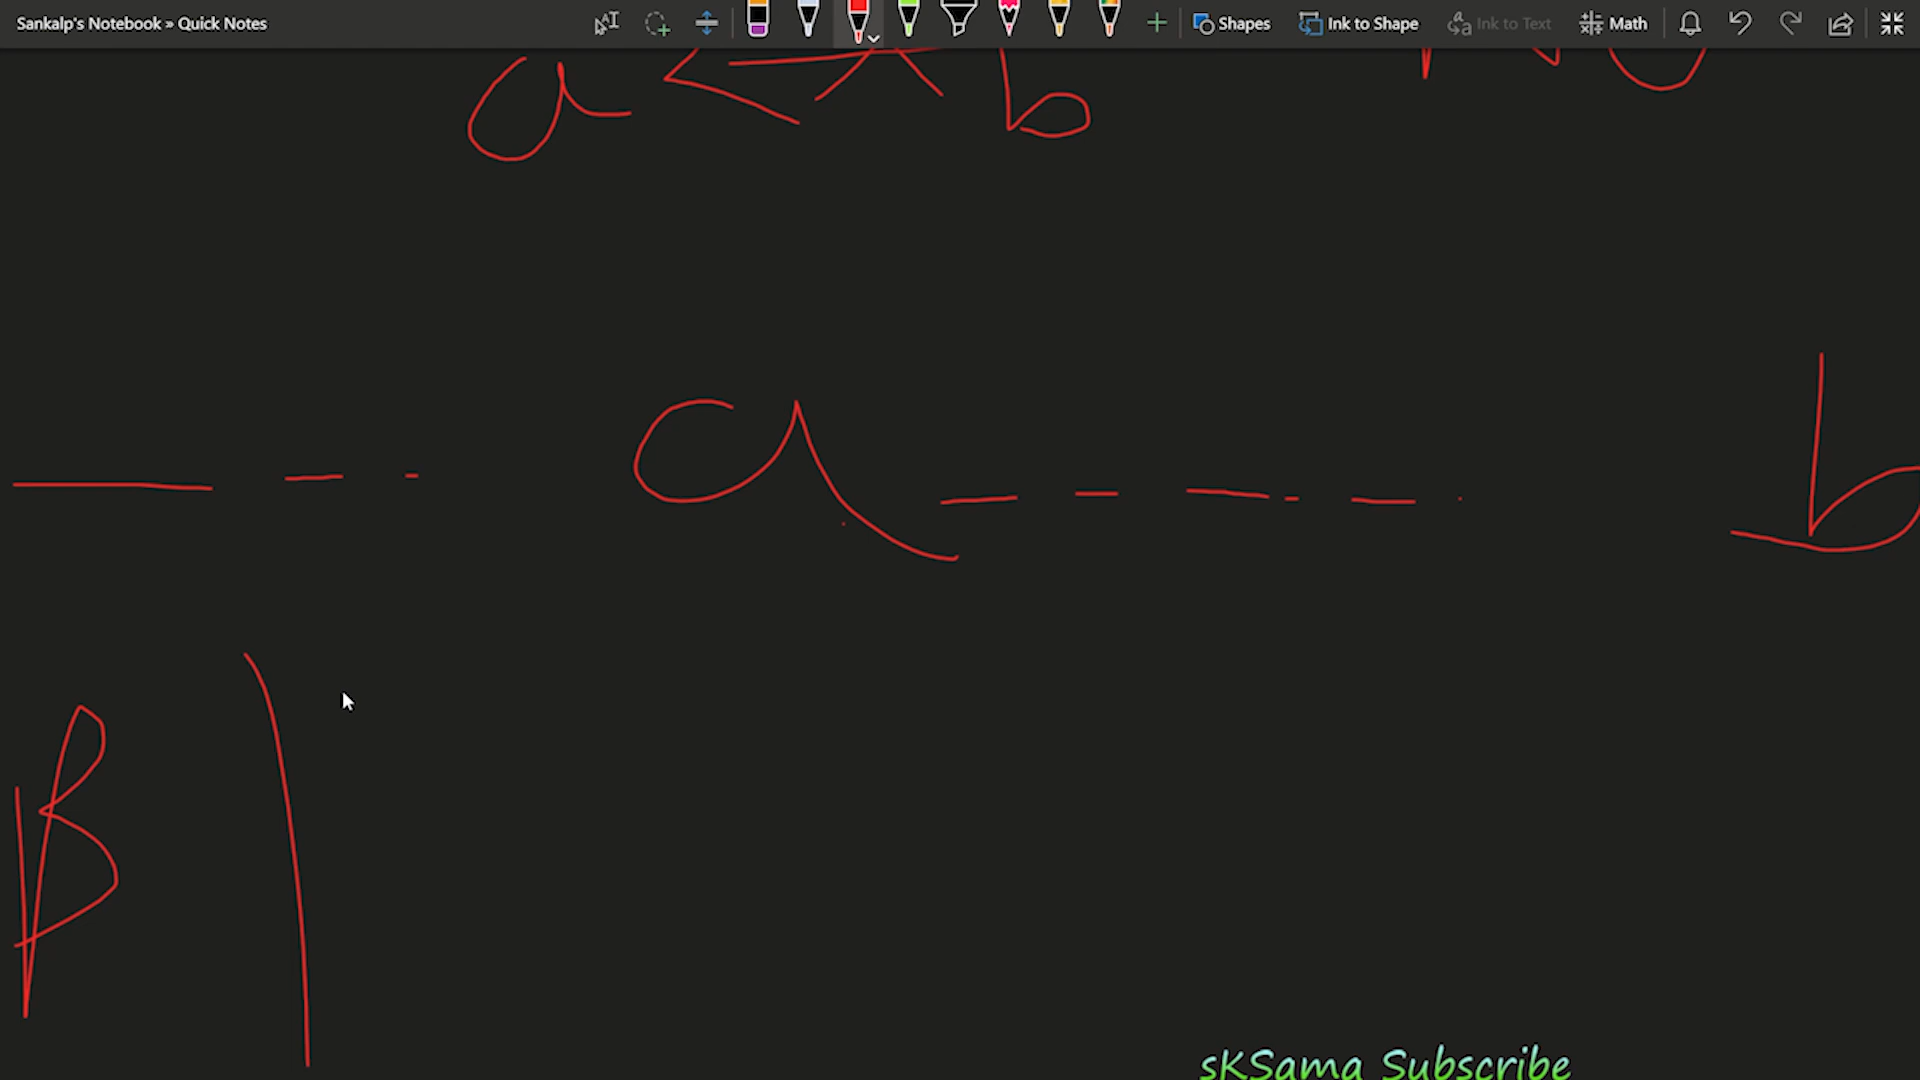 Sankalp's Notebook » Quick Notes
Shapes
Ink to Shape
Ink to Text
Math
a b
a b
B
sKSama Subscribe